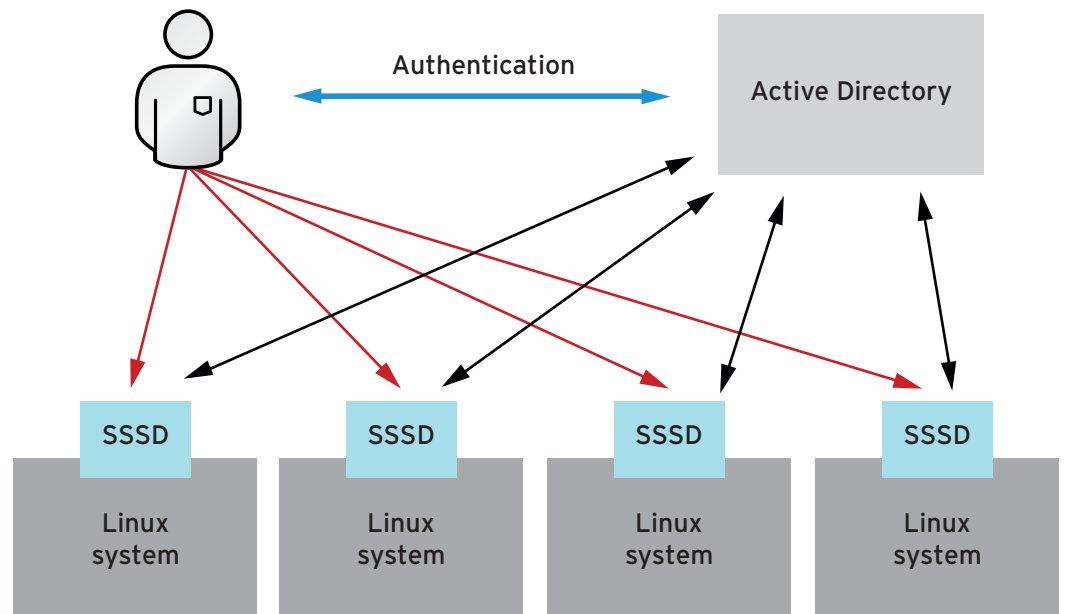 Authentication
Active Directory
SSSD
SSSD
SSSD
SSSD
Linux
system
Linux
system
Linux
system
Linux
system